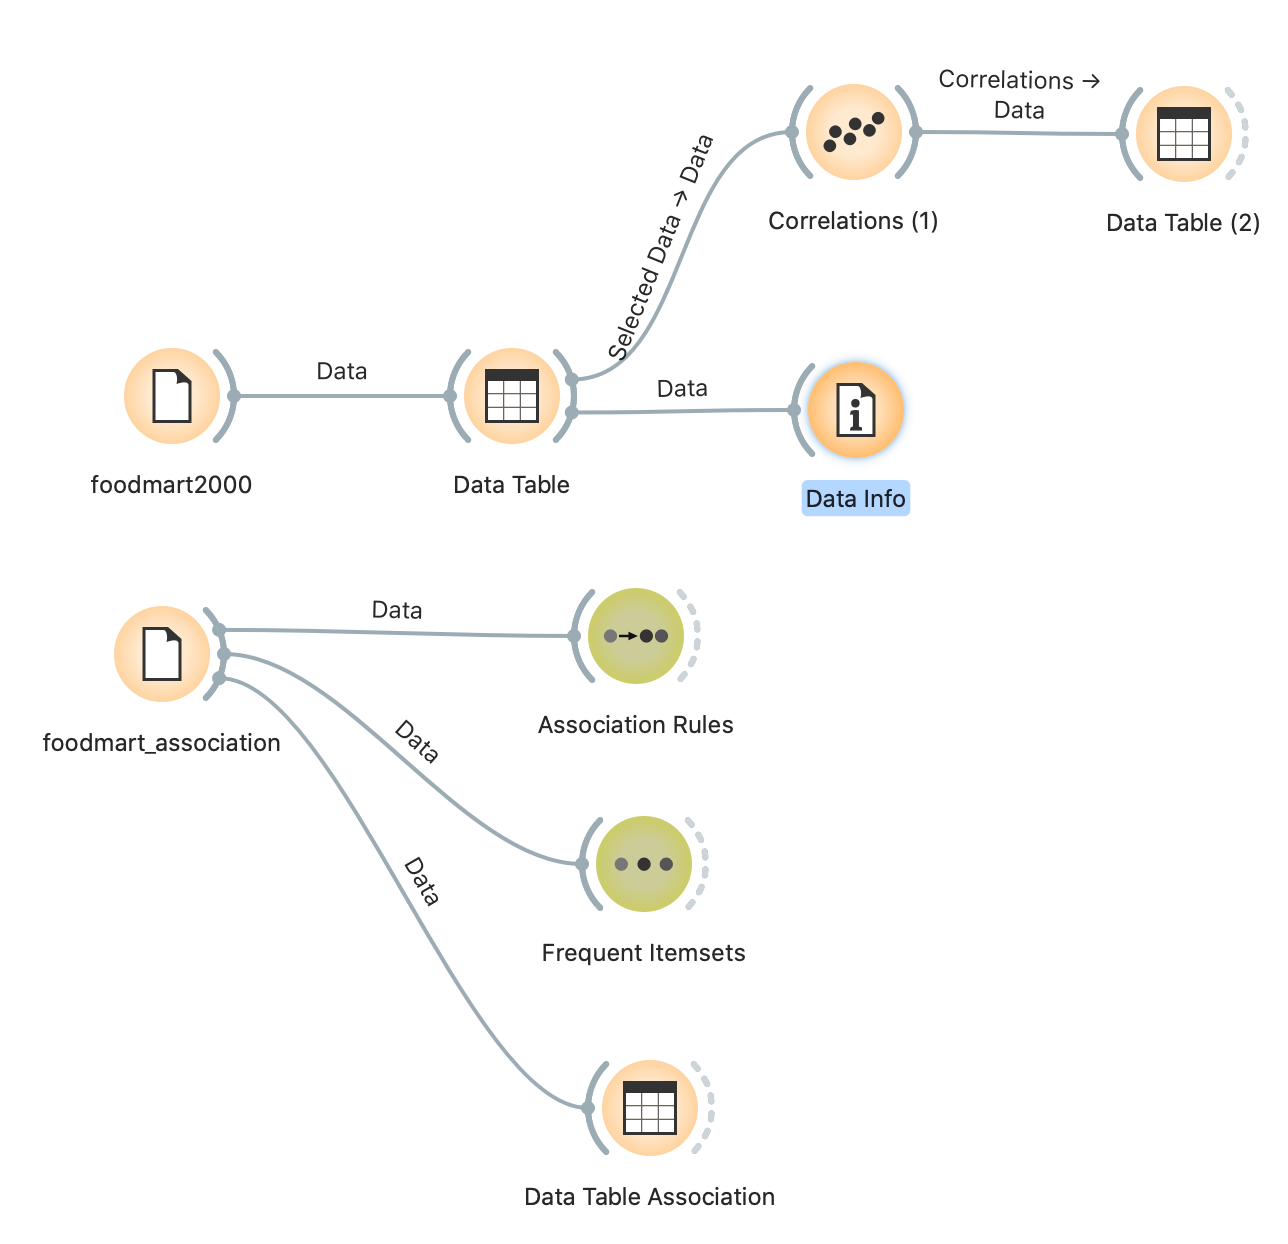 Correlations →
Data
Correlations (1)
Data Table (2)
Selected Data → Data
Data
Data
foodmart2000
Data Table
Data Info
Data
Association Rules
foodmart_association
Data
Data
Frequent Itemsets
Data Table Association